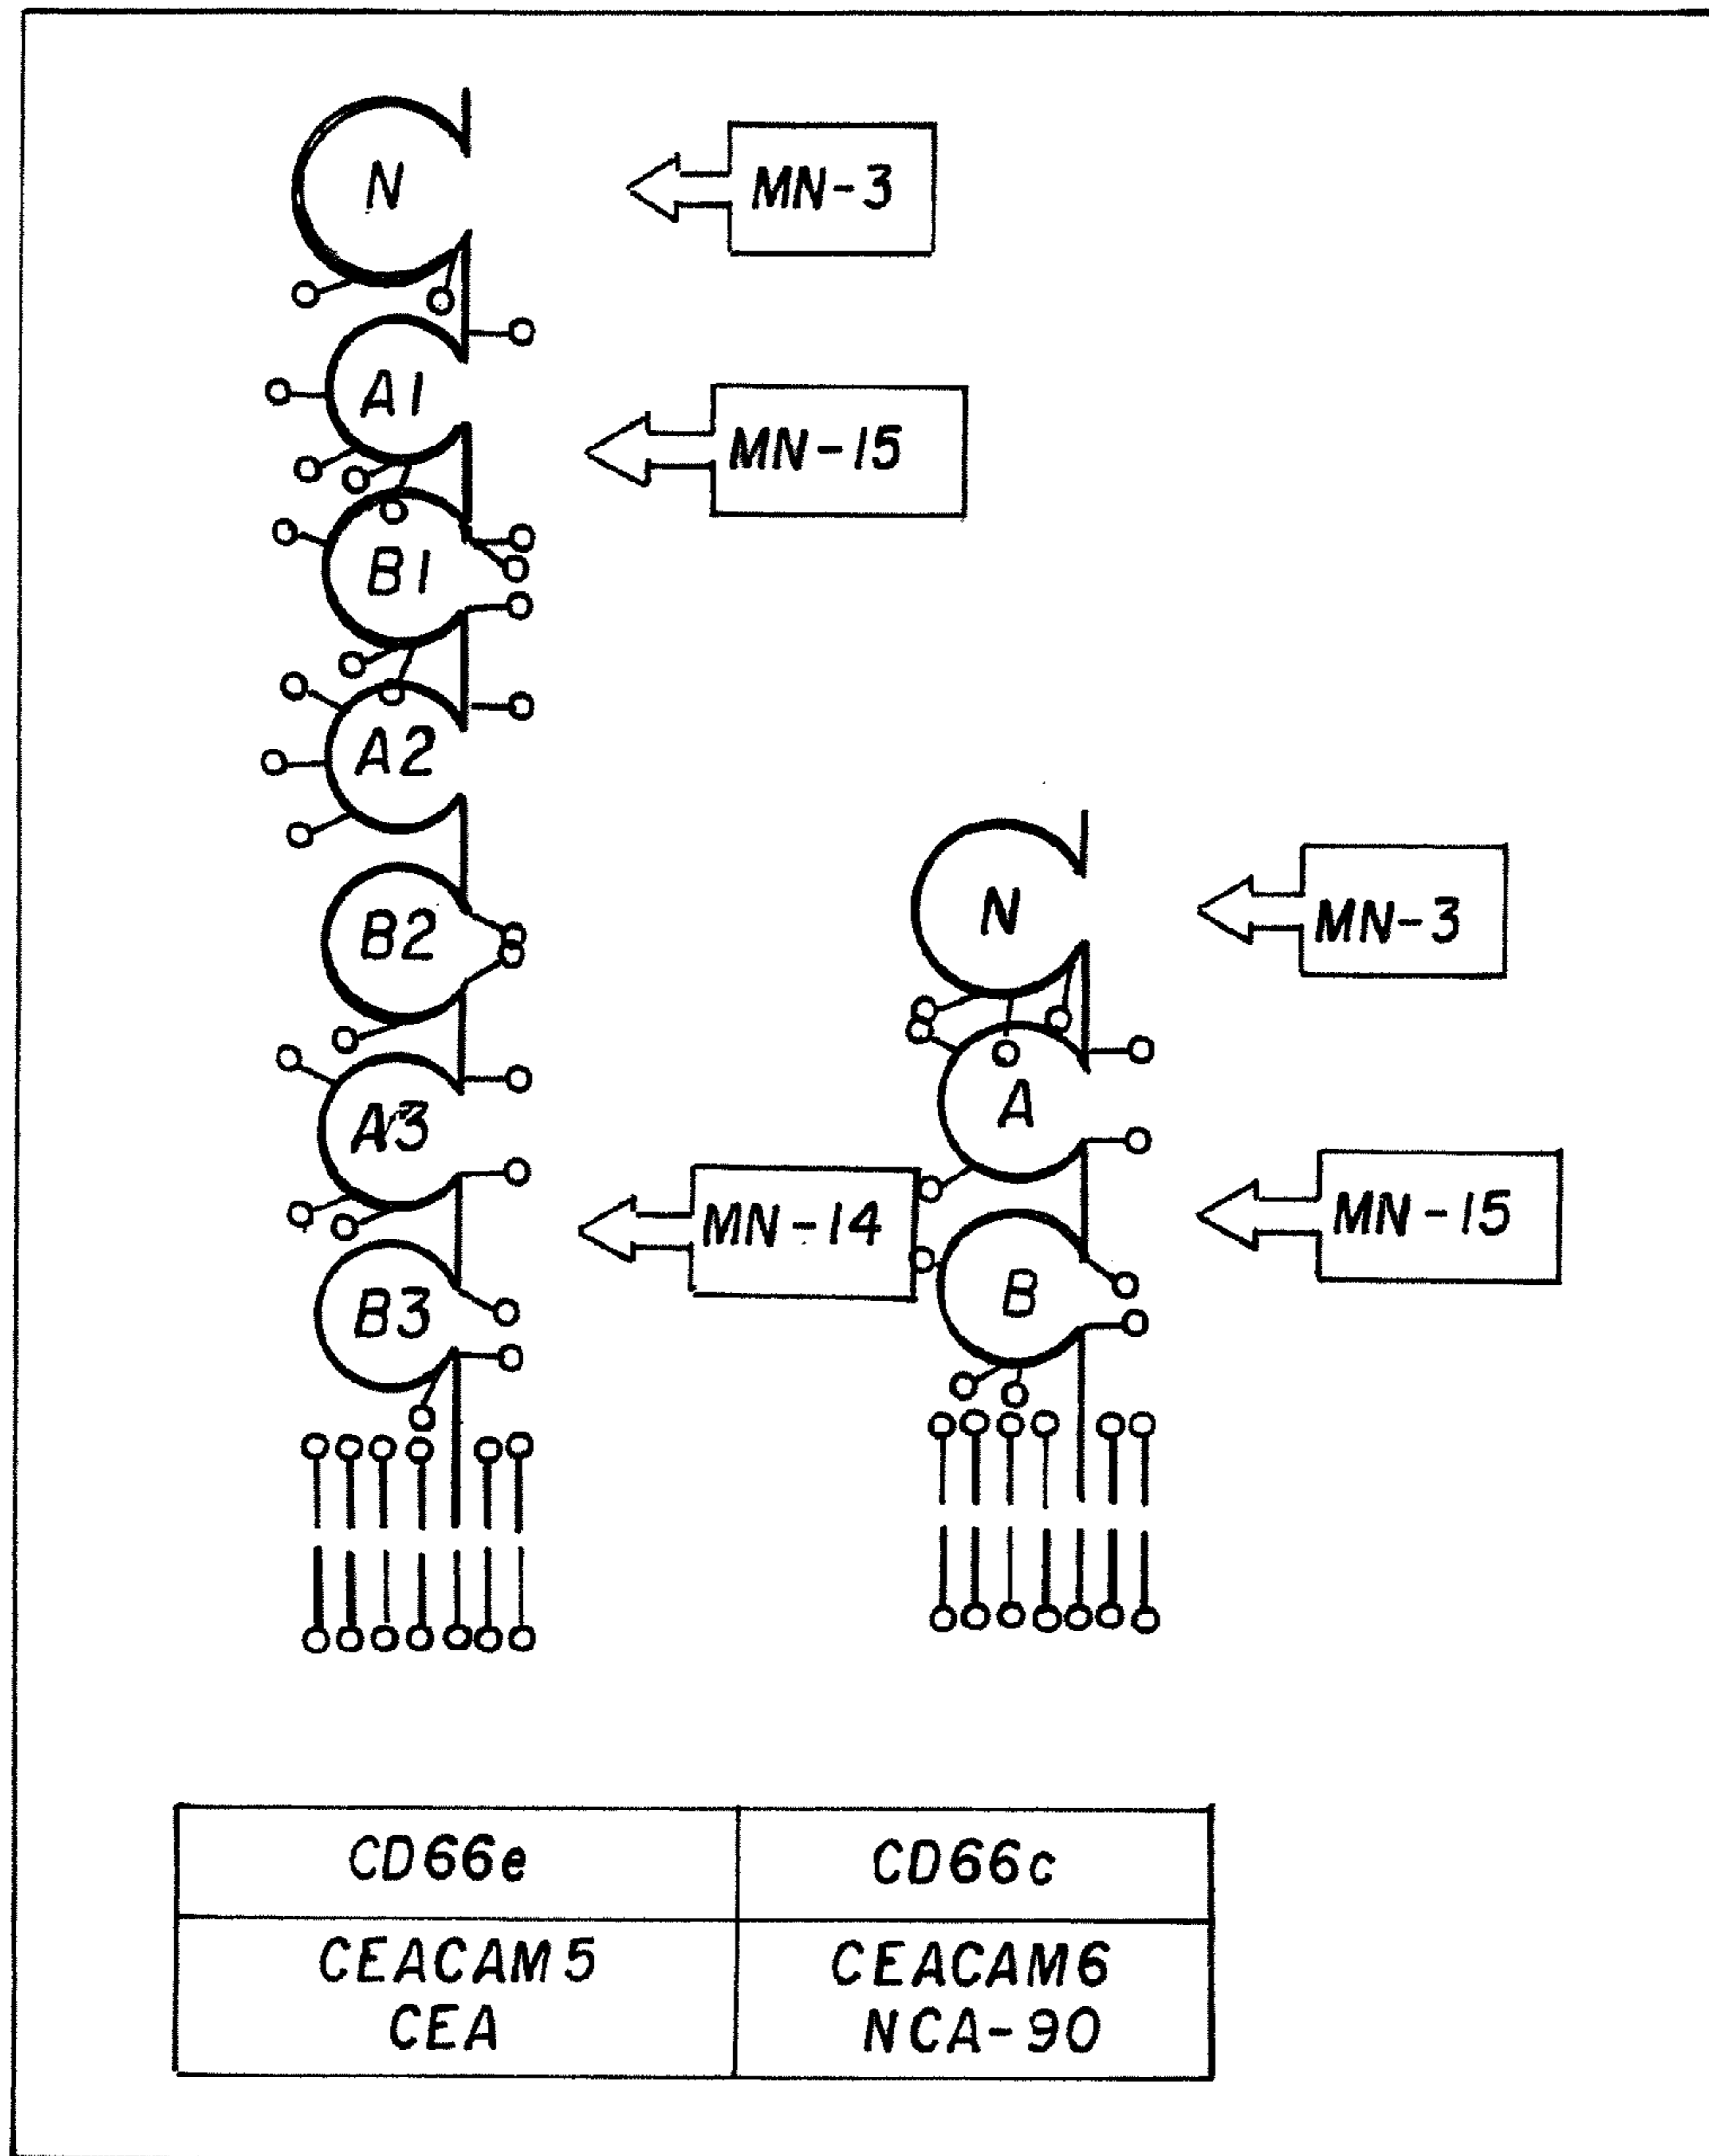 N
MN-3
A1
MN-15
B1
A2
B2
N
MN-3
A3
A
MN-14
MN-15
B3
B
CD66e
CD66c
CEACAM5
CEA
CEACAM6
NCA-90